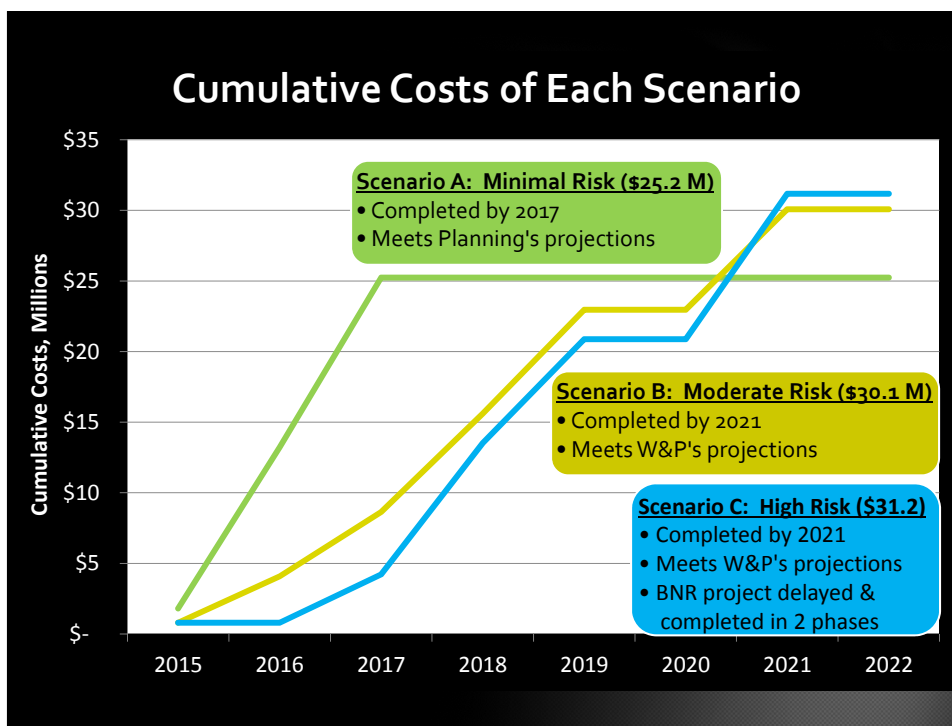 Cumulative Costs of Each Scenario
Cumulative Costs, Millions
$35
$30
$25
$20
$15
$10
$5
$-
Scenario A:  Minimal Risk ($25.2 M)
• Completed by 2017
• Meets Planning's projections
Scenario B:  Moderate Risk ($30.1 M)
• Completed by 2021
• Meets W&P's projections
Scenario C:  High Risk ($31.2)
• Completed by 2021
• Meets W&P's projections
• BNR project delayed &
completed in 2 phases
2015 2016 2017 2018 2019 2020 2021 2022